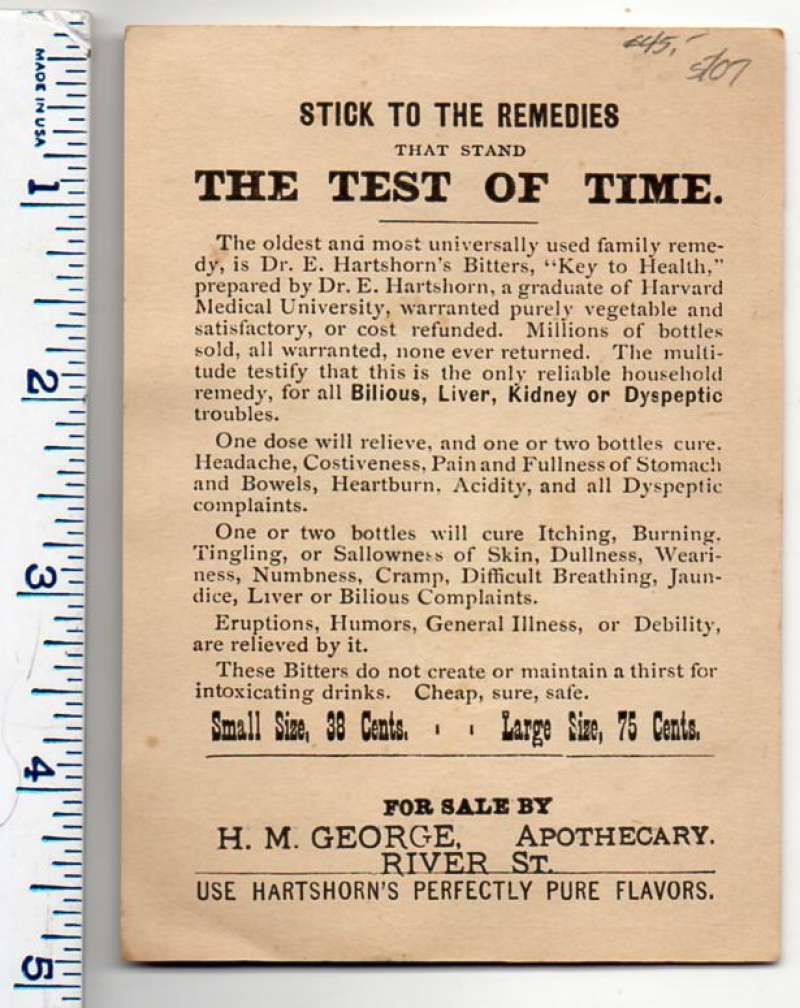 MADE IN USA
1
2
3
4
5
45.-
5/07
STICK TO THE REMEDIES
THAT STAND
THE TEST OF TIME.
The oldest and most universally used family reme-
dy, is Dr. E. Hartshorn's Bitters, "Key to Health,"
prepared by Dr. E. Hartshorn, a graduate of Harvard
Medical University, warranted purely vegetable and
satisfactory, or cost refunded. Millions of bottles
sold, all warranted, none ever returned. The multi-
tude testify that this is the only reliable household
remedy, for all Bilious, Liver, Kidney or Dyspeptic
troubles.
One dose will relieve, and one or two bottles cure.
Headache, Costiveness, Pain and Fullness of Stomach
and Bowels, Heartburn, Acidity, and all Dyspeptic
complaints.
One or two bottles will cure Itching, Burning,
Tingling, or Sallowness of Skin, Dullness, Weari-
ness, Numbness, Cramp, Difficult Breathing, Jaun-
dice, Liver or Bilious Complaints.
Eruptions, Humors, General Illness, or Debility,
are relieved by it.
These Bitters do not create or maintain a thirst for
intoxicating drinks. Cheap, sure, safe.
Small Size, 38 Cents. Large Size, 75 Cents.
FOR SALE BY
H. M. GEORGE, APOTHECARY.
RIVER ST.
USE HARTSHORN'S PERFECTLY PURE FLAVORS.